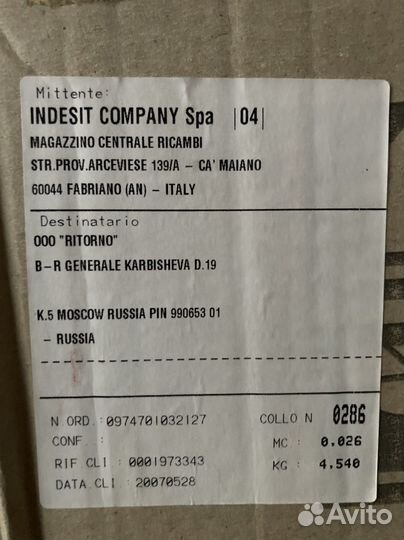 Mittente:
INDESIT COMPANY Spa |04|
MAGAZZINO CENTRALE RICAMBI
STR.PROV.ARCEVIESE 139/A – CA' MAIANO
60044 FABRIANO (AN) – ITALY
Destinatario
OOO "RITORNO"
B–R GENERALE KARBISHEVA D.19
K.5 MOSCOW RUSSIA PIN 990653 01
– RUSSIA
N ORD. :0974701032127 COLLO N 0286
CONF. : MC : 0,026
RIF CLI : 0001973343 KG : 4,540
DATA.CLI : 20070528
Avito